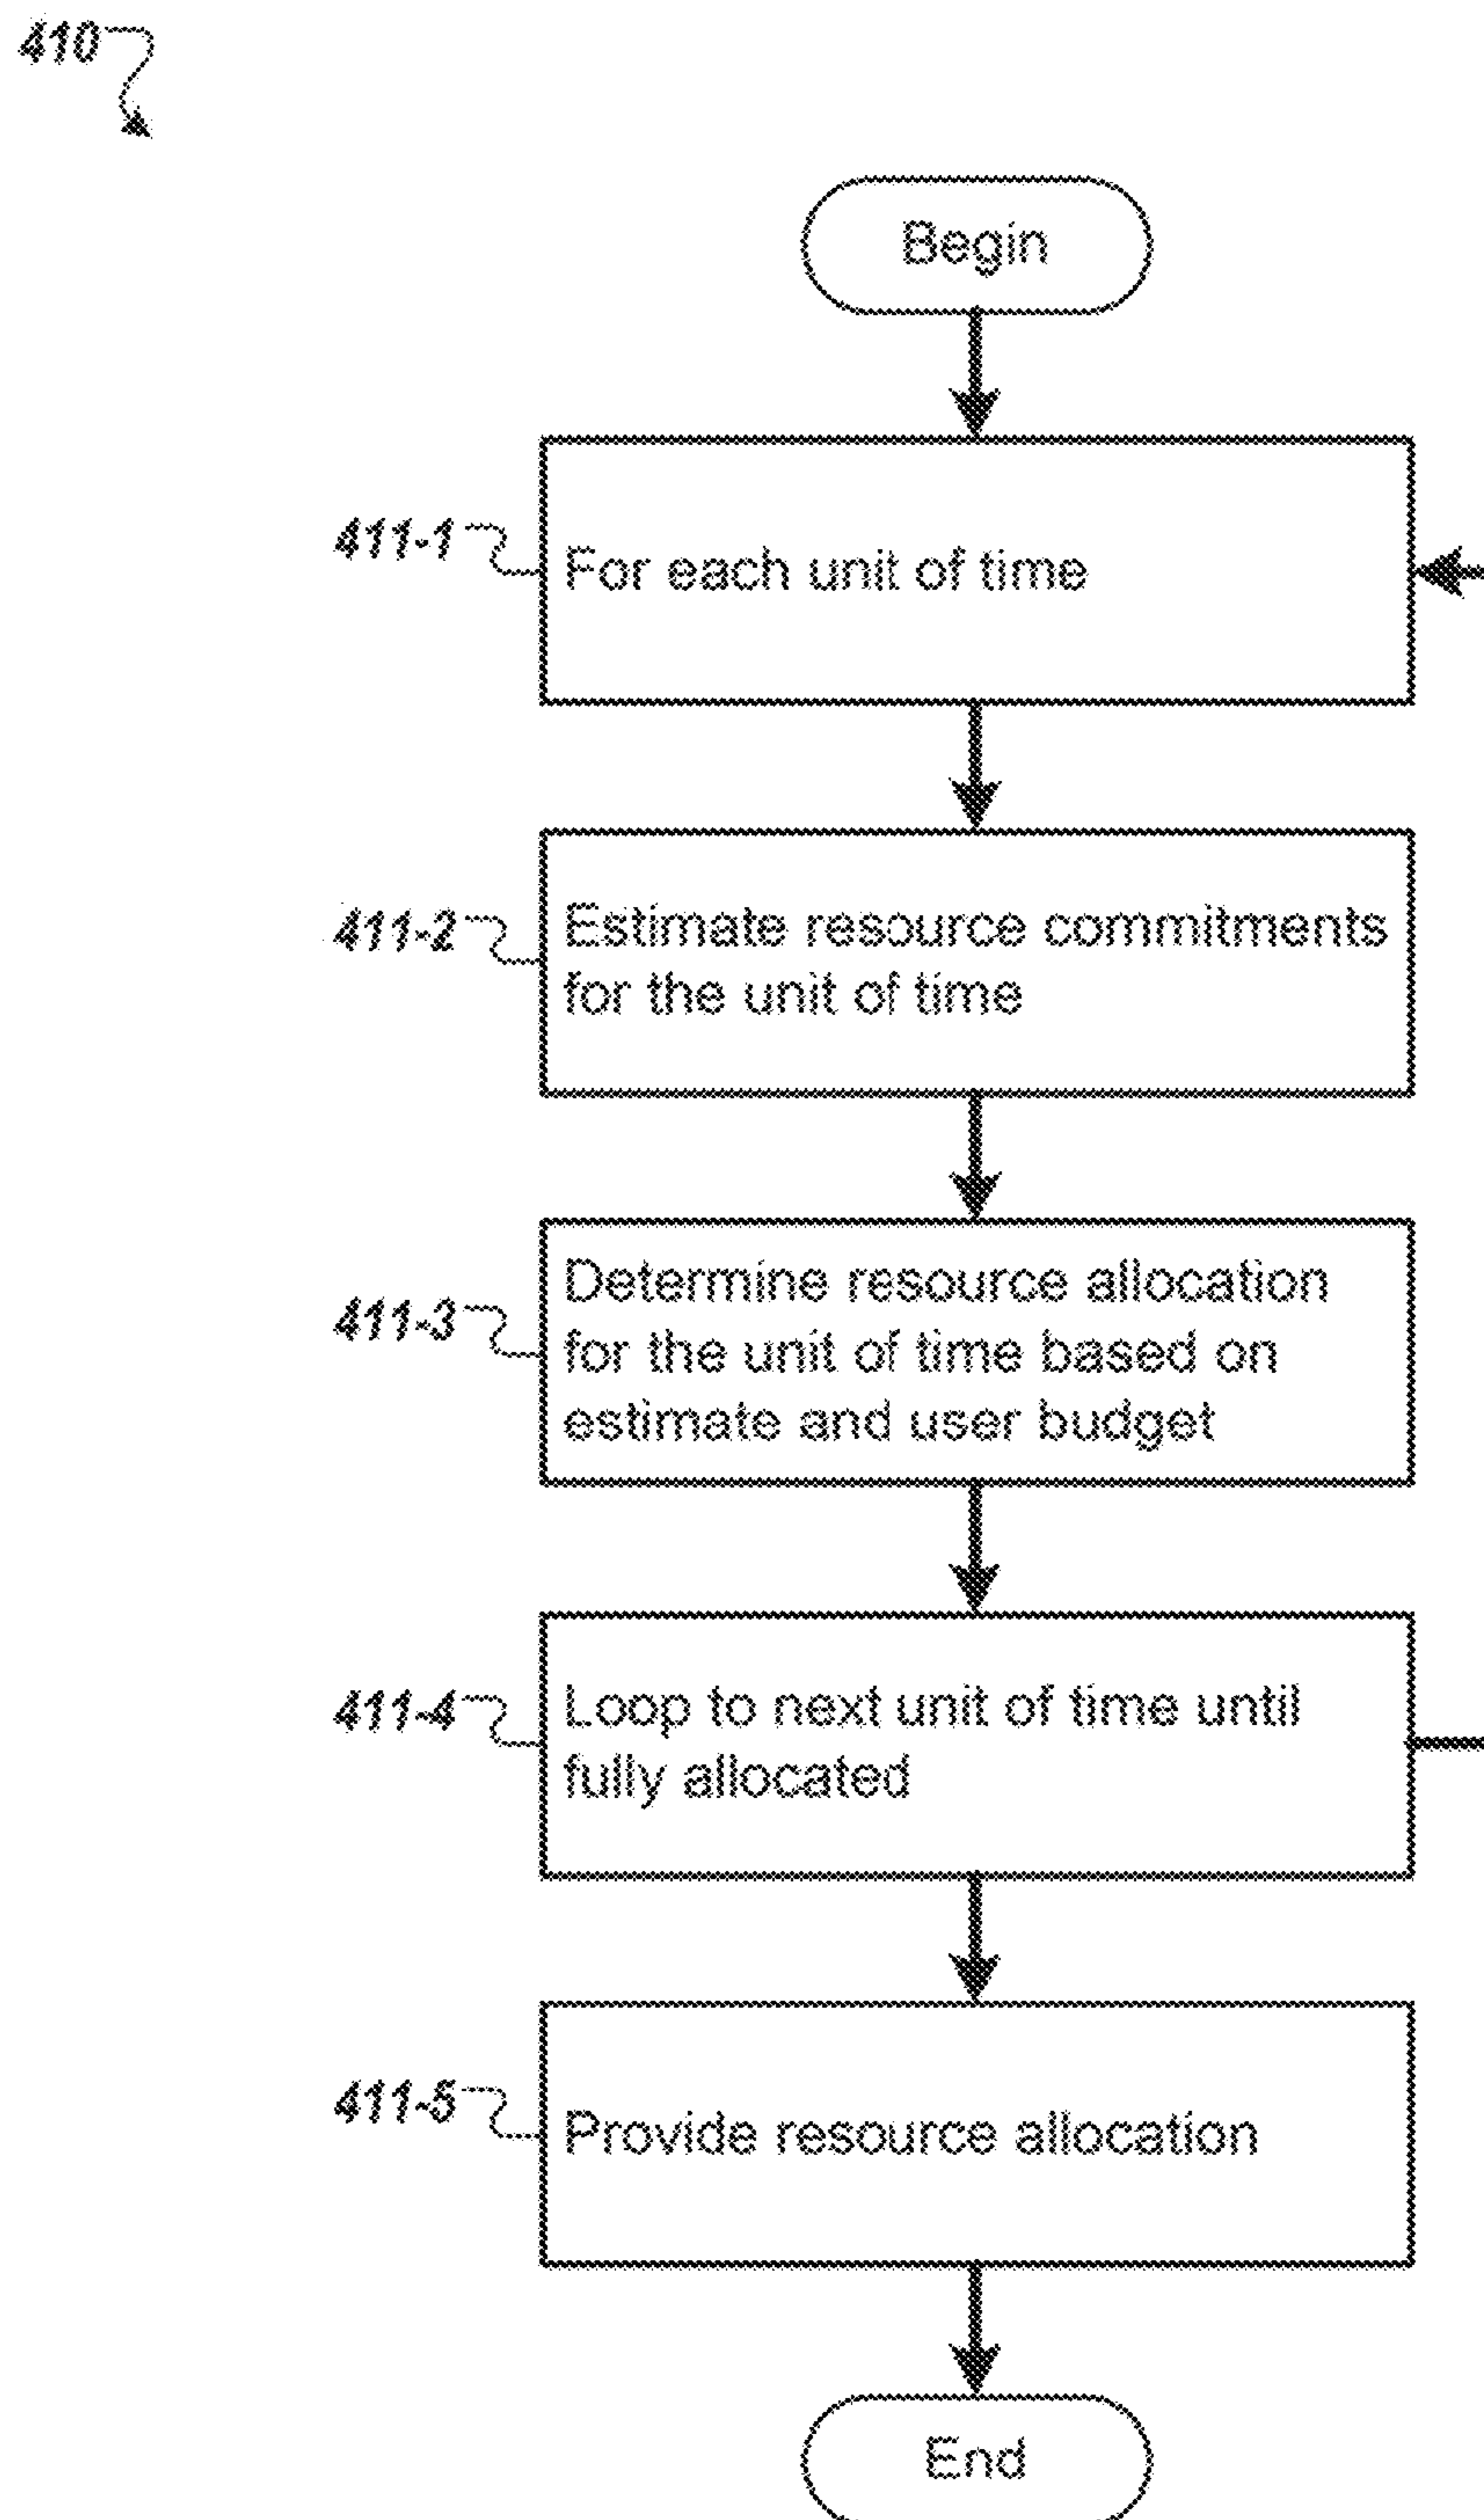 410
Begin
411-1
For each unit of time
411-2
Estimate resource commitments
for the unit of time
411-3
Determine resource allocation
for the unit of time based on
estimate and user budget
411-4
Loop to next unit of time until
fully allocated
411-5
Provide resource allocation
End